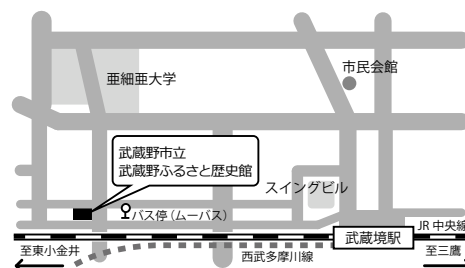 亜細亜大学
市民会館
武蔵野市立
武蔵野ふるさと歴史館
スイングビル
バス停（ムーバス）
JR 中央線
武蔵境駅
至東小金井
西武多摩川線
至三鷹